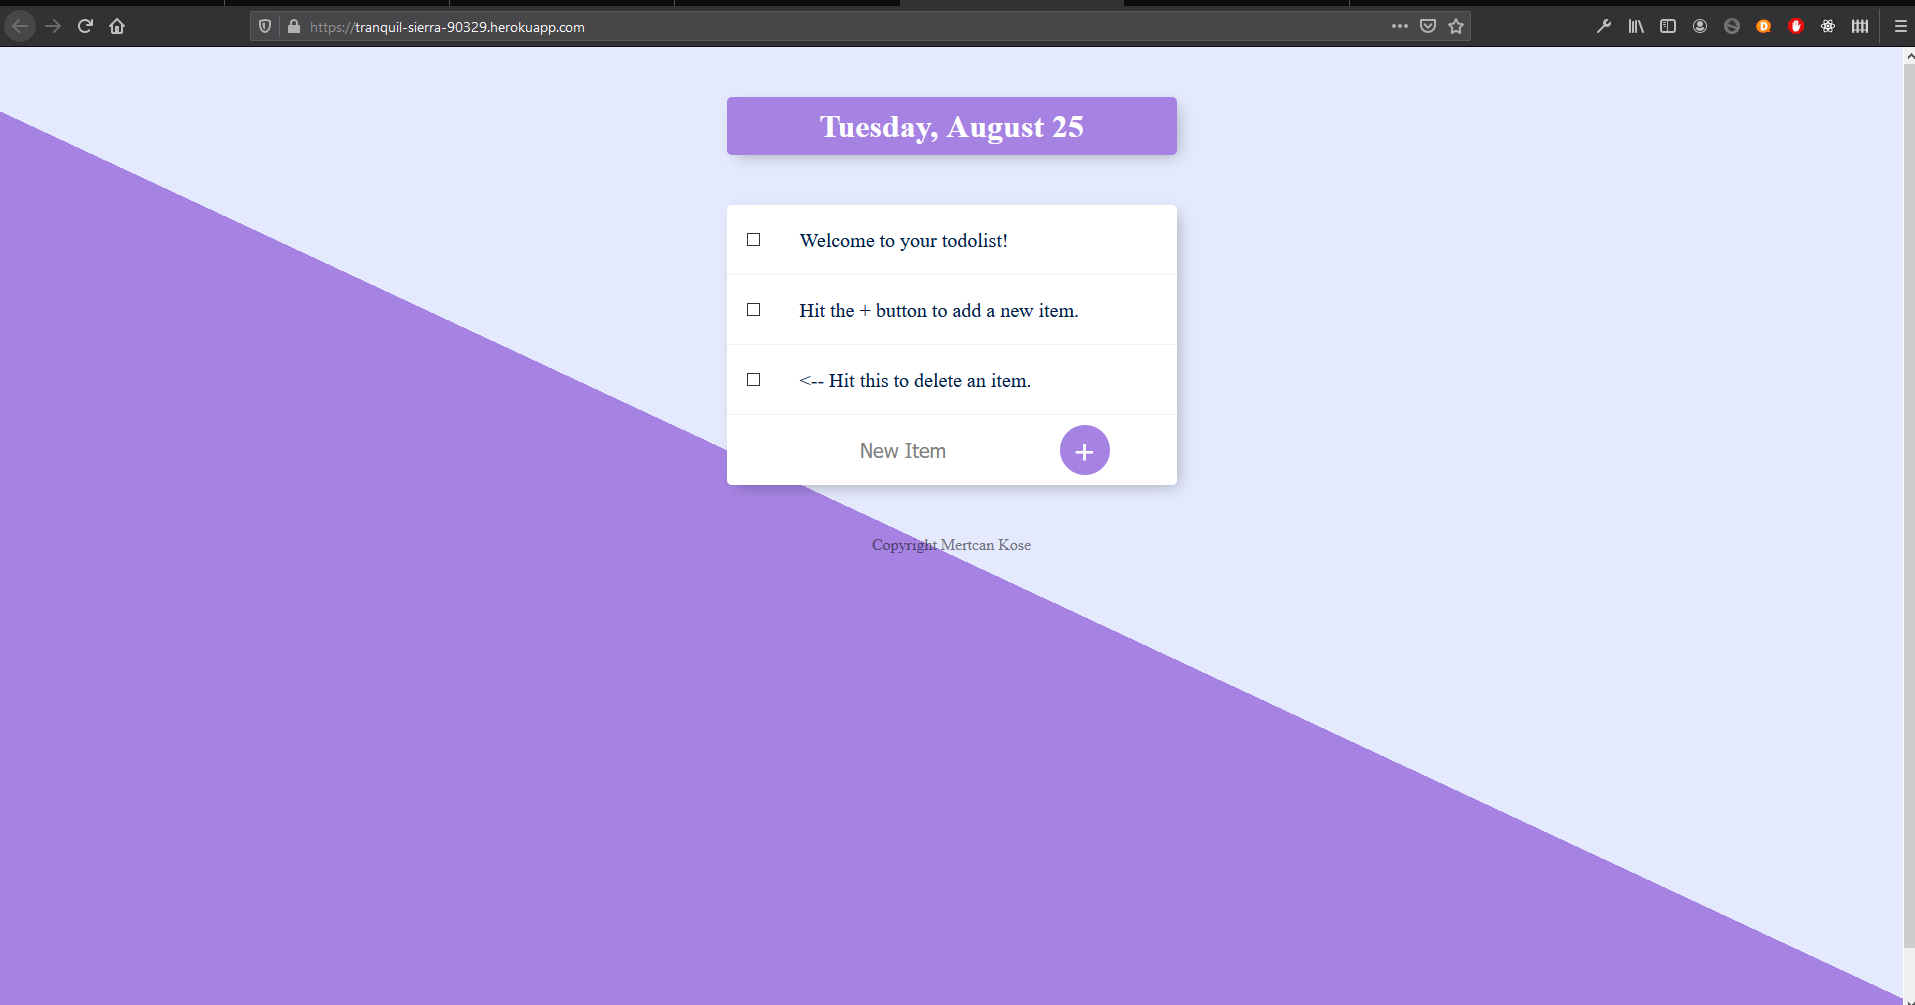 https://tranquil-sierra-90329.herokuapp.com
Tuesday, August 25
Welcome to your todolist!
Hit the + button to add a new item.
<-- Hit this to delete an item.
New Item
+
Copyright Mertcan Kose